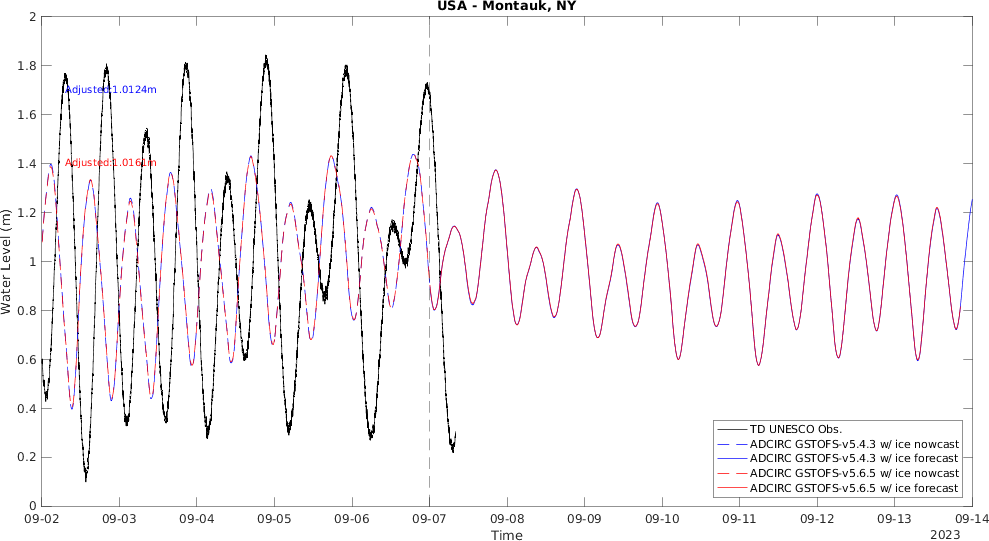 USA - Montauk, NY
2
1.8
1.6
1.4
1.2
1
0.8
0.6
0.4
0.2
0
Water Level (m)
Adjusted:1.0124m
Adjusted:1.0161m
TD UNESCO Obs.
ADCIRC GSTOFS-v5.4.3 w/ ice nowcast
ADCIRC GSTOFS-v5.4.3 w/ ice forecast
ADCIRC GSTOFS-v5.6.5 w/ ice nowcast
ADCIRC GSTOFS-v5.6.5 w/ ice forecast
09-02 09-03 09-04 09-05 09-06 09-07 09-08 09-09 09-10 09-11 09-12 09-13 09-14
Time
2023